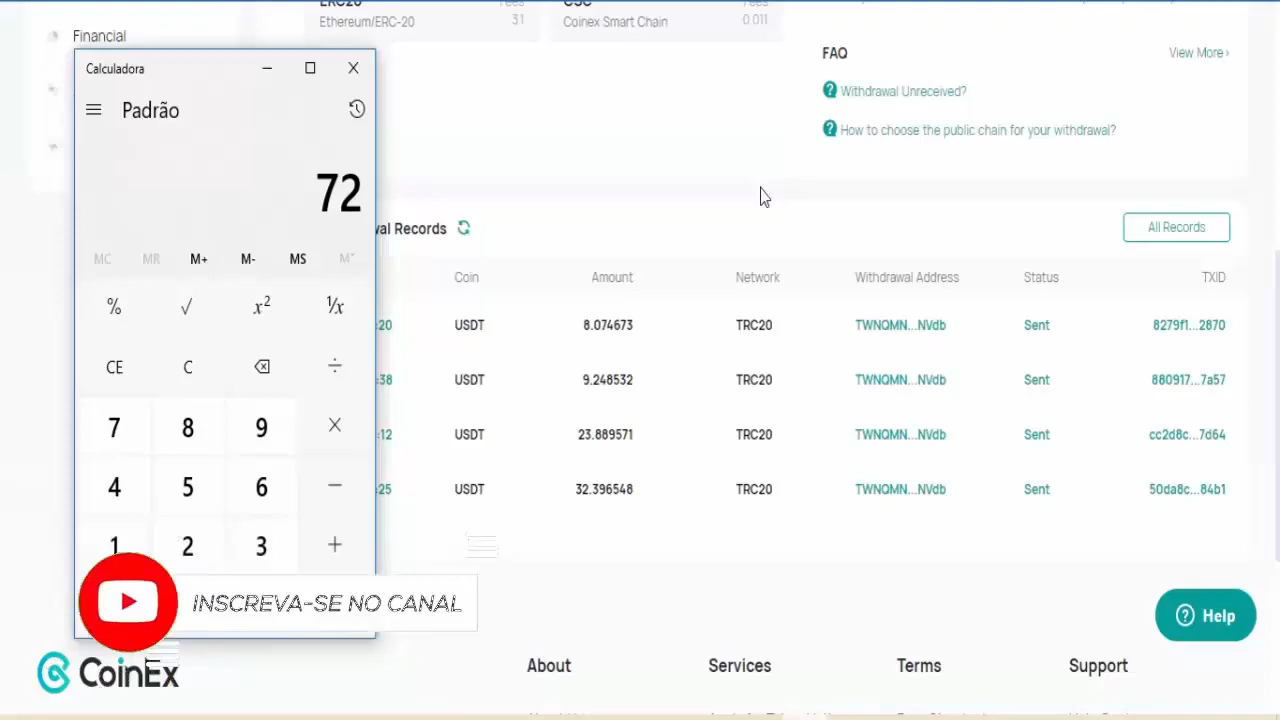 ERC20
Ethereum/ERC-20 31
CSC
Coinex Smart Chain 0.011
Financial
FAQ View More ›
Withdrawal Unreceived?
How to choose the public chain for your withdrawal?
Calculadora
Padrão
72
MC MR M+ M- MS M
% √ x² ¹/x
CE C ÷
7 8 9 ×
4 5 6 −
1 2 3 +
INSCREVA-SE NO CANAL
Records All Records
Coin Amount Network Withdrawal Address Status TXID
:20 USDT 8.074673 TRC20 TWNQMN...NVdb Sent 8279f1...2870
:38 USDT 9.248532 TRC20 TWNQMN...NVdb Sent 880917...7a57
:12 USDT 23.889571 TRC20 TWNQMN...NVdb Sent cc2d8c...7d64
:25 USDT 32.396548 TRC20 TWNQMN...NVdb Sent 50da8c...84b1
Help
CoinEx
About Services Terms Support